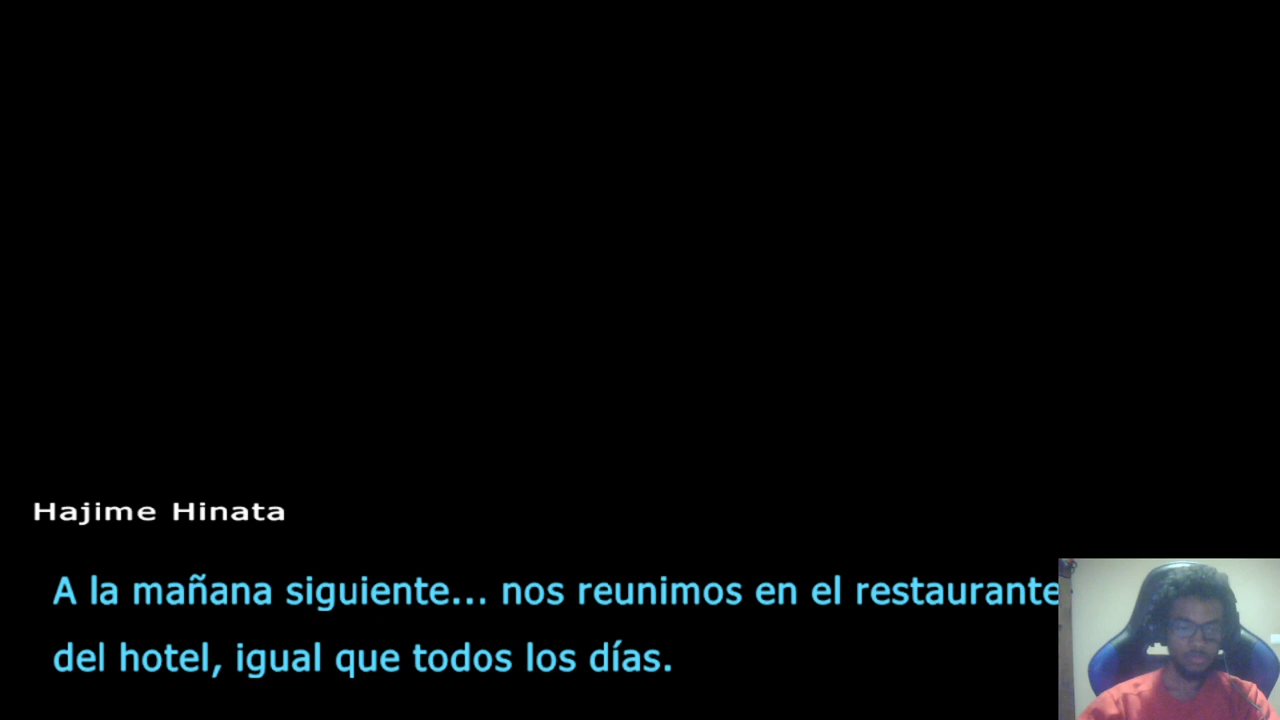 Hajime Hinata
A la mañana siguiente... nos reunimos en el restaurante
del hotel, igual que todos los días.